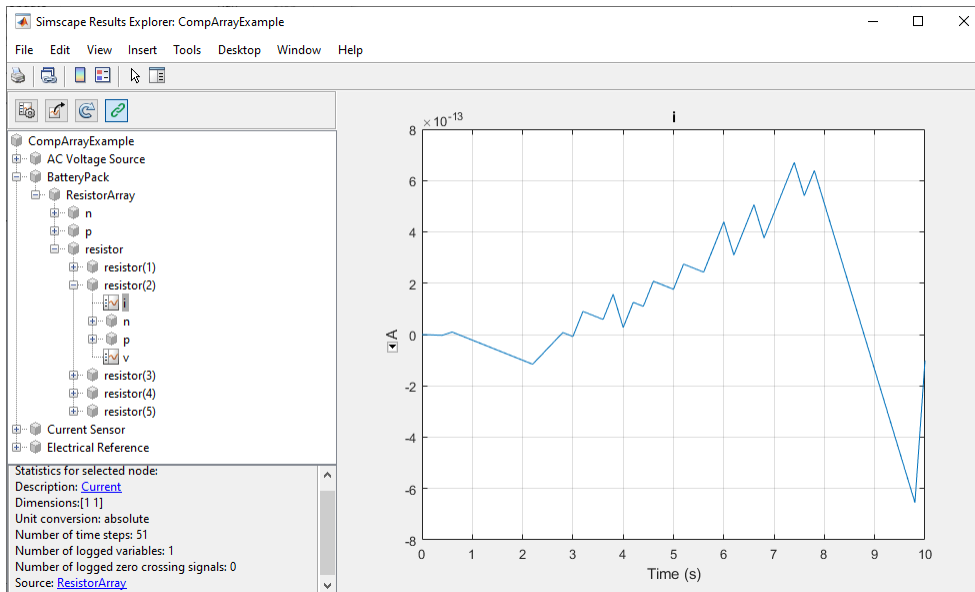 Simscape Results Explorer: CompArrayExample
File Edit View Insert Tools Desktop Window Help
CompArrayExample
AC Voltage Source
BatteryPack
ResistorArray
n
p
resistor
resistor(1)
resistor(2)
i
n
p
v
resistor(3)
resistor(4)
resistor(5)
Current Sensor
Electrical Reference
Statistics for selected node:
Description: Current
Dimensions:[1 1]
Unit conversion: absolute
Number of time steps: 51
Number of logged variables: 1
Number of logged zero crossing signals: 0
Source: ResistorArray
i
×10⁻¹³
8
6
4
2
0
-2
-4
-6
-8
A
0 1 2 3 4 5 6 7 8 9 10
Time (s)